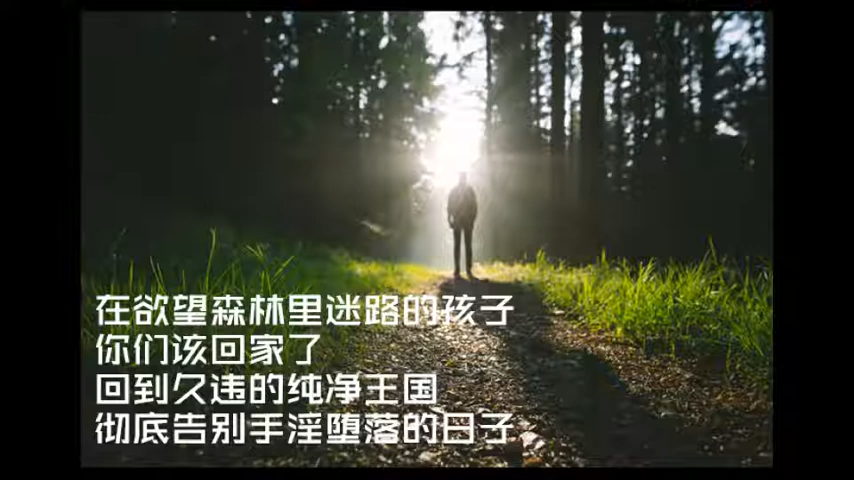 在欲望森林里迷路的孩子
你们该回家了
回到久违的纯净王国
彻底告别手淫堕落的日子